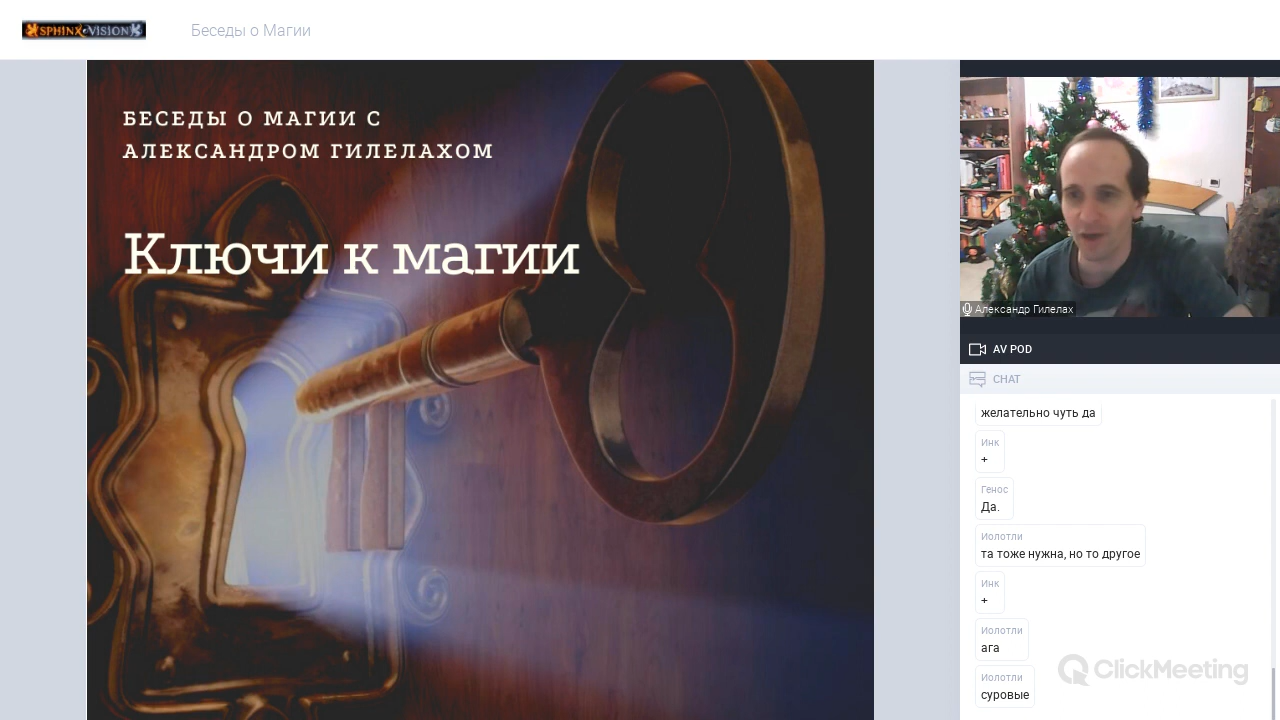 SPHINX VISION
Беседы о Магии
БЕСЕДЫ О МАГИИ С
АЛЕКСАНДРОМ ГИЛЕЛАХОМ
Ключи к магии
Александр Гилелах
AV POD
CHAT
желательно чуть да
Инк
+
Генос
Да.
Иолотли
та тоже нужна, но то другое
Инк
+
Иолотли
ага
Иолотли
суровые
ClickMeeting